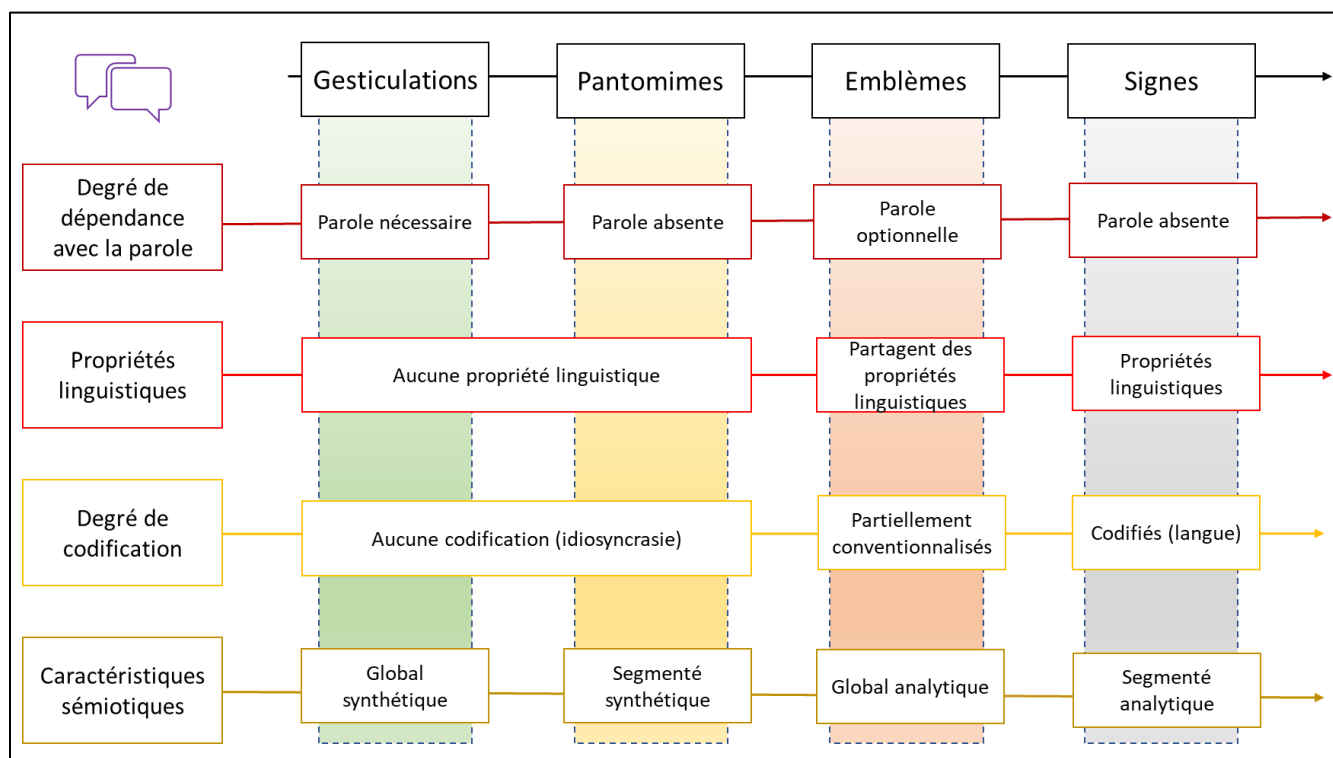 Gesticulations
Pantomimes
Emblèmes
Signes
Degré de
dépendance
avec la parole
Parole nécessaire
Parole absente
Parole
optionnelle
Parole absente
Propriétés
linguistiques
Aucune propriété linguistique
Partagent des
propriétés
linguistiques
Propriétés
linguistiques
Degré de
codification
Aucune codification (idiosyncrasie)
Partiellement
conventionnalisés
Codifiés (langue)
Caractéristiques
sémiotiques
Global
synthétique
Segmenté
synthétique
Global analytique
Segmenté
analytique